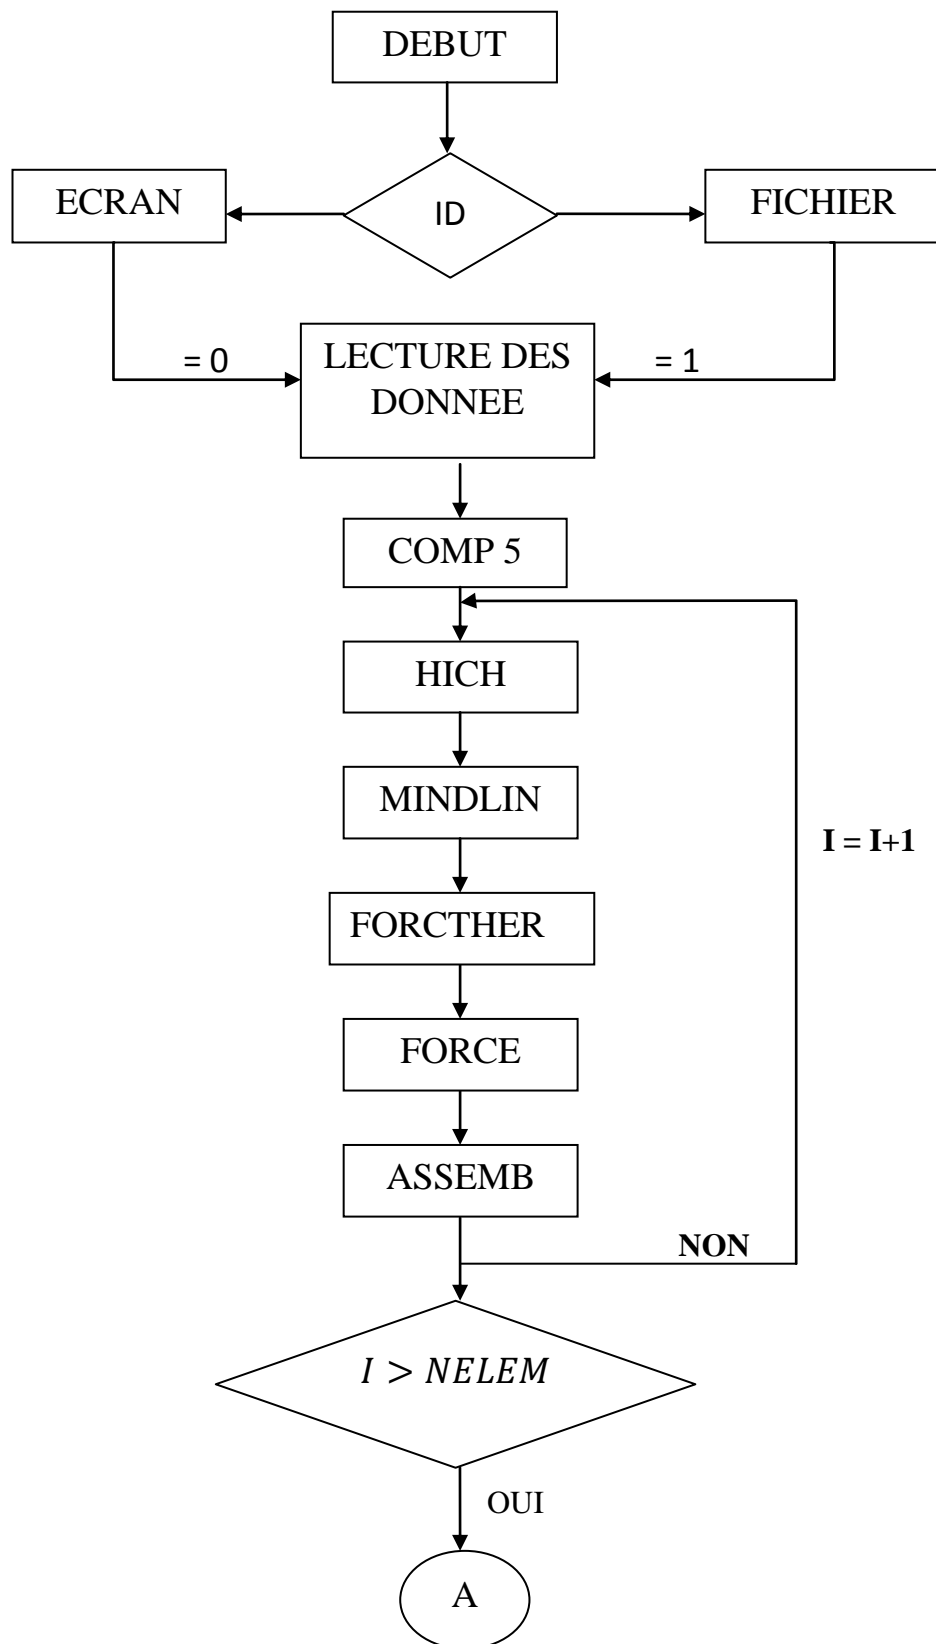 DEBUT
ECRAN
ID
FICHIER
= 0
LECTURE DES
DONNEE
= 1
COMP 5
HICH
MINDLIN
I = I+1
FORCTHER
FORCE
ASSEMB
NON
I > NELEM
OUI
A